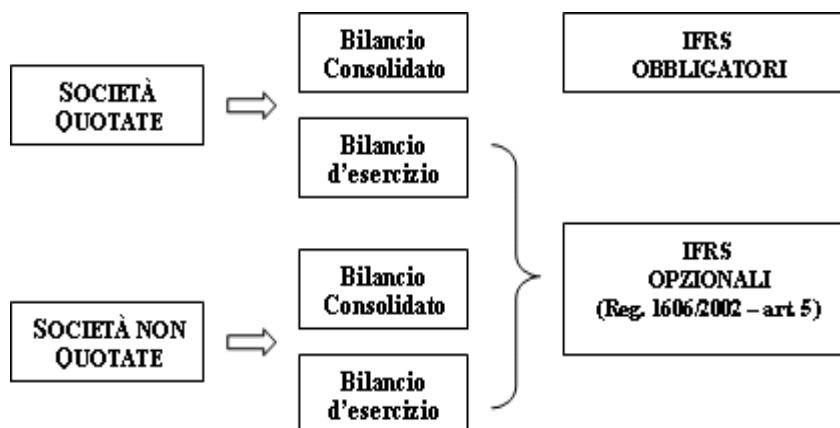 Bilancio
Consolidato
IFRS
OBBLIGATORI
SOCIETÀ
QUOTATE
Bilancio
d'esercizio
IFRS
OPZIONALI
(Reg. 1606/2002 – art 5)
Bilancio
Consolidato
SOCIETÀ NON
QUOTATE
Bilancio
d'esercizio